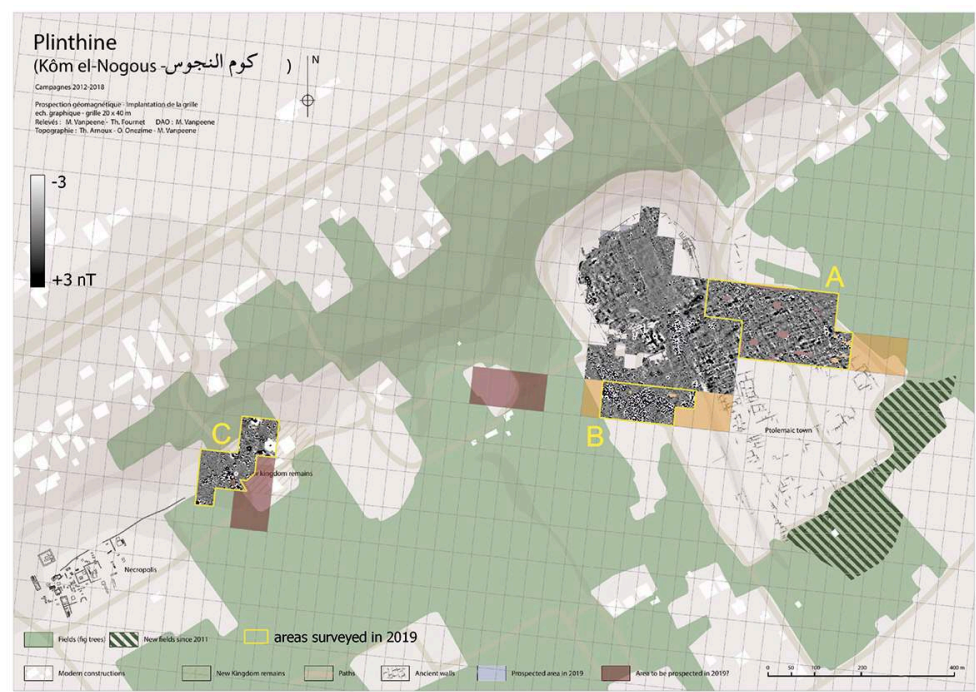 Plinthine
(Kôm el-Nogous - كوم النجوس )
N
Campagnes 2012-2018
Prospection géomagnétique - Implantation de la grille
ech. graphique - grille 20 x 40 m
Relevés : M. Vanpeene - Th. Fournet DAO : M. Vanpeene
Topographie : Th. Arnoux - O. Onezime - M. Vanpeene
-3
+3 nT
A
B
C
Ptolemaic town
kingdom remains
Necropolis
Fields (fig trees)
New fields since 2011
areas surveyed in 2019
Modern constructions
New Kingdom remains
Paths
Ancient walls
Prospected area in 2019
Area to be prospected in 2019?
0 50 100 200 400 m